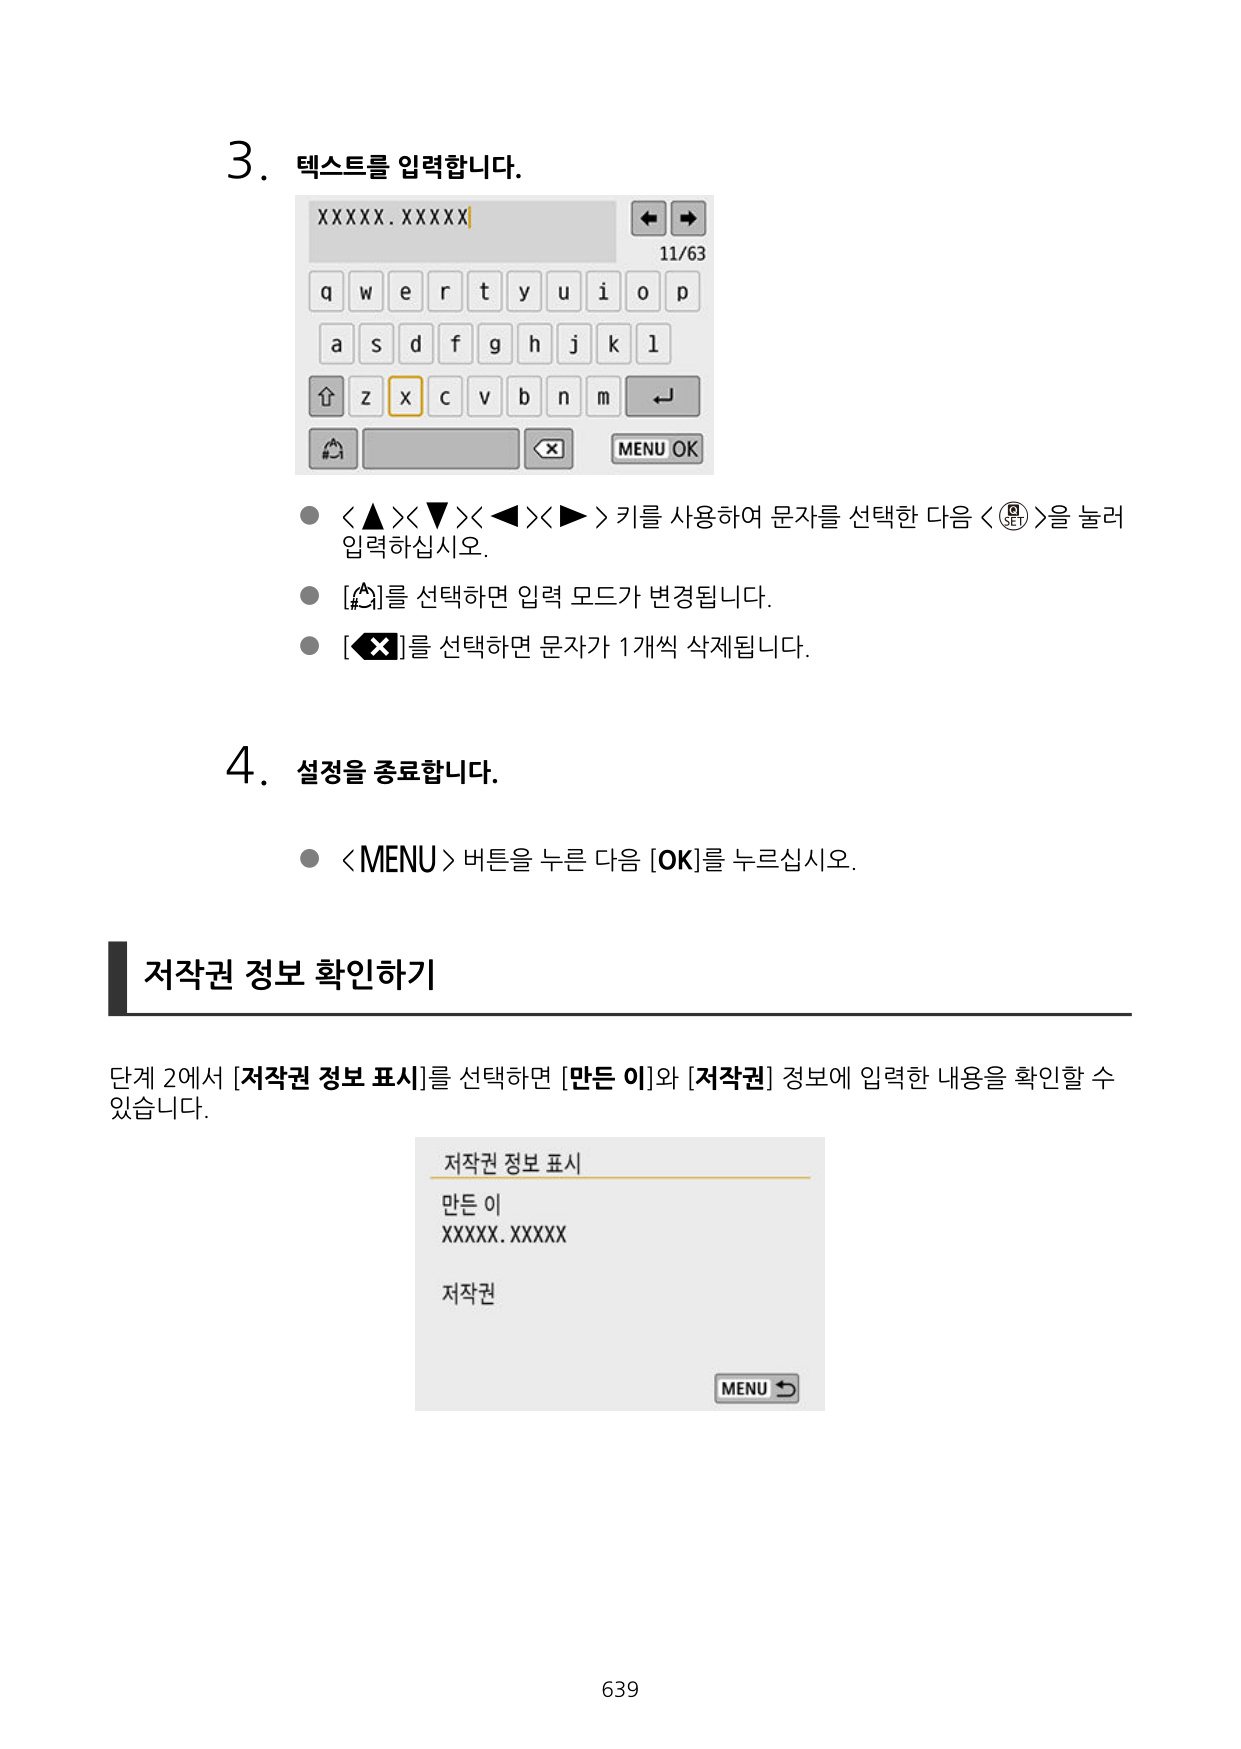 3. 텍스트를 입력합니다.
XXXXX.XXXXX
11/63
q w e r t y u i o p
a s d f g h j k l
z x c v b n m
A # 1 MENU OK
● <▲><▼><◀><▶> 키를 사용하여 문자를 선택한 다음 <Q SET>을 눌러
입력하십시오.
● [A # 1]를 선택하면 입력 모드가 변경됩니다.
● [⌫]를 선택하면 문자가 1개씩 삭제됩니다.
4. 설정을 종료합니다.
● <MENU> 버튼을 누른 다음 [OK]를 누르십시오.
저작권 정보 확인하기
단계 2에서 [저작권 정보 표시]를 선택하면 [만든 이]와 [저작권] 정보에 입력한 내용을 확인할 수
있습니다.
저작권 정보 표시
만든 이
XXXXX.XXXXX
저작권
MENU
639